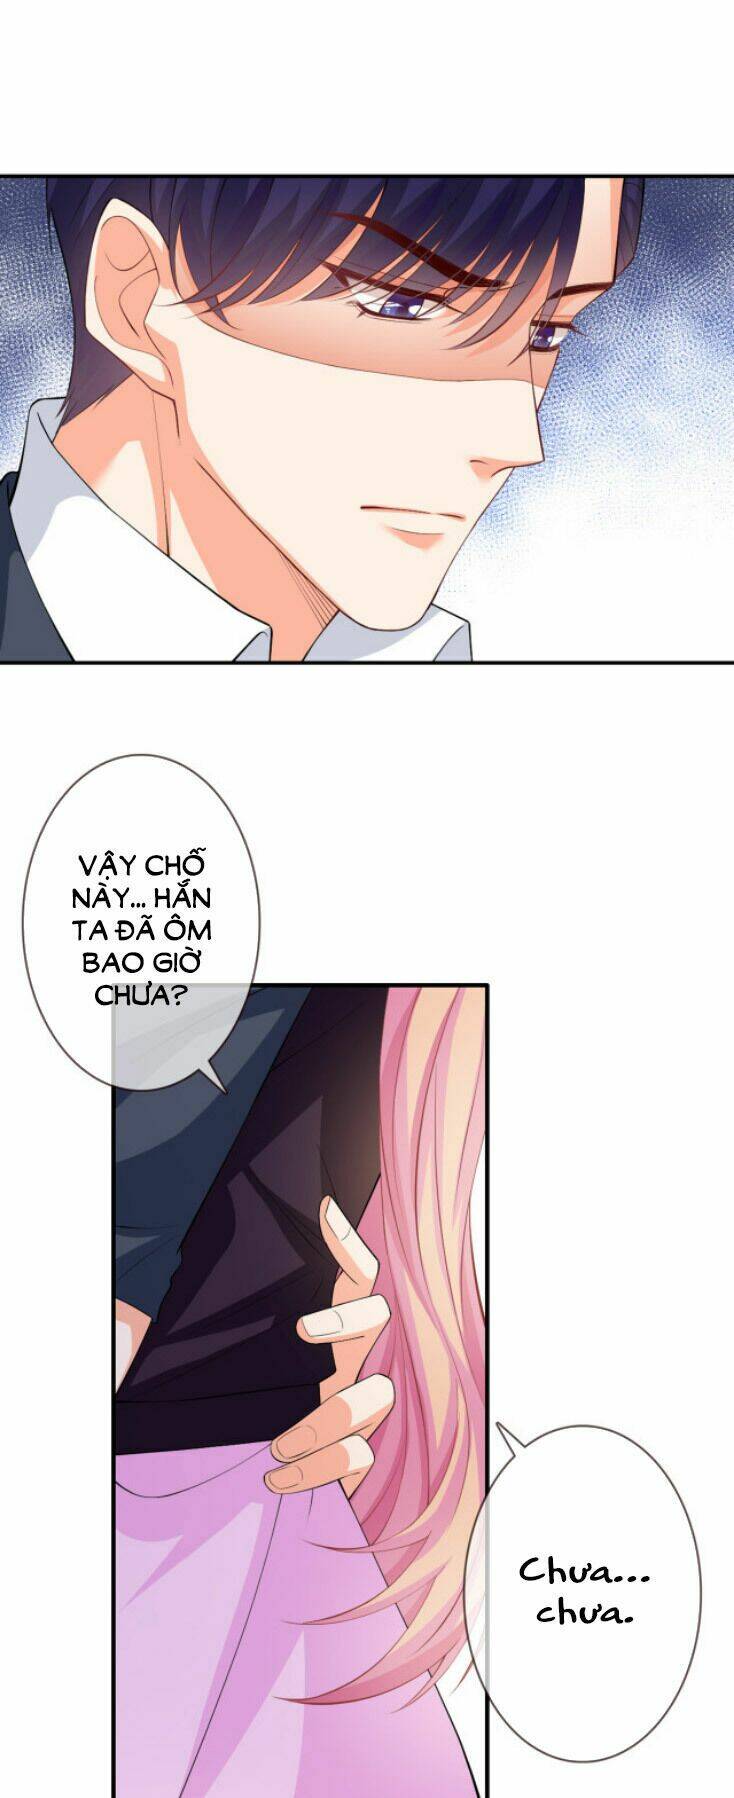 VẬY CHỖ
NÀY... HẮN
TA ĐÃ ÔM
BAO GIỜ
CHƯA?
Chưa...
chưa.